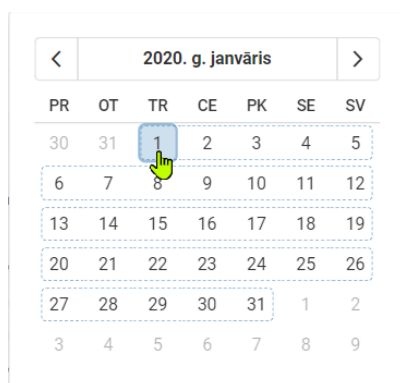 2020. g. janvāris
PR OT TR CE PK SE SV
30 31 1 2 3 4 5
6 7 8 9 10 11 12
13 14 15 16 17 18 19
20 21 22 23 24 25 26
27 28 29 30 31 1 2
3 4 5 6 7 8 9